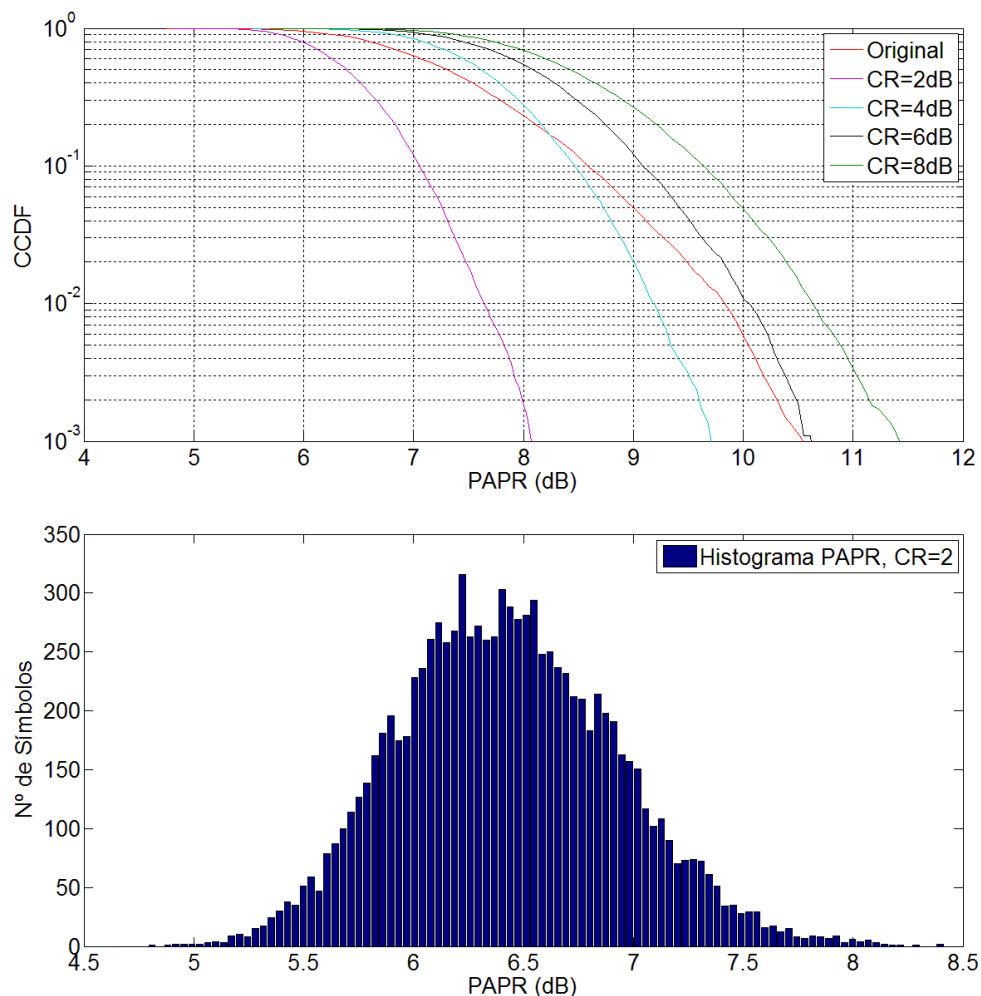 10^0
10^-1
10^-2
10^-3
CCDF
4 5 6 7 8 9 10 11 12
PAPR (dB)
Original
CR=2dB
CR=4dB
CR=6dB
CR=8dB
350
300
250
200
150
100
50
0
Nº de Símbolos
4.5 5 5.5 6 6.5 7 7.5 8 8.5
PAPR (dB)
Histograma PAPR, CR=2